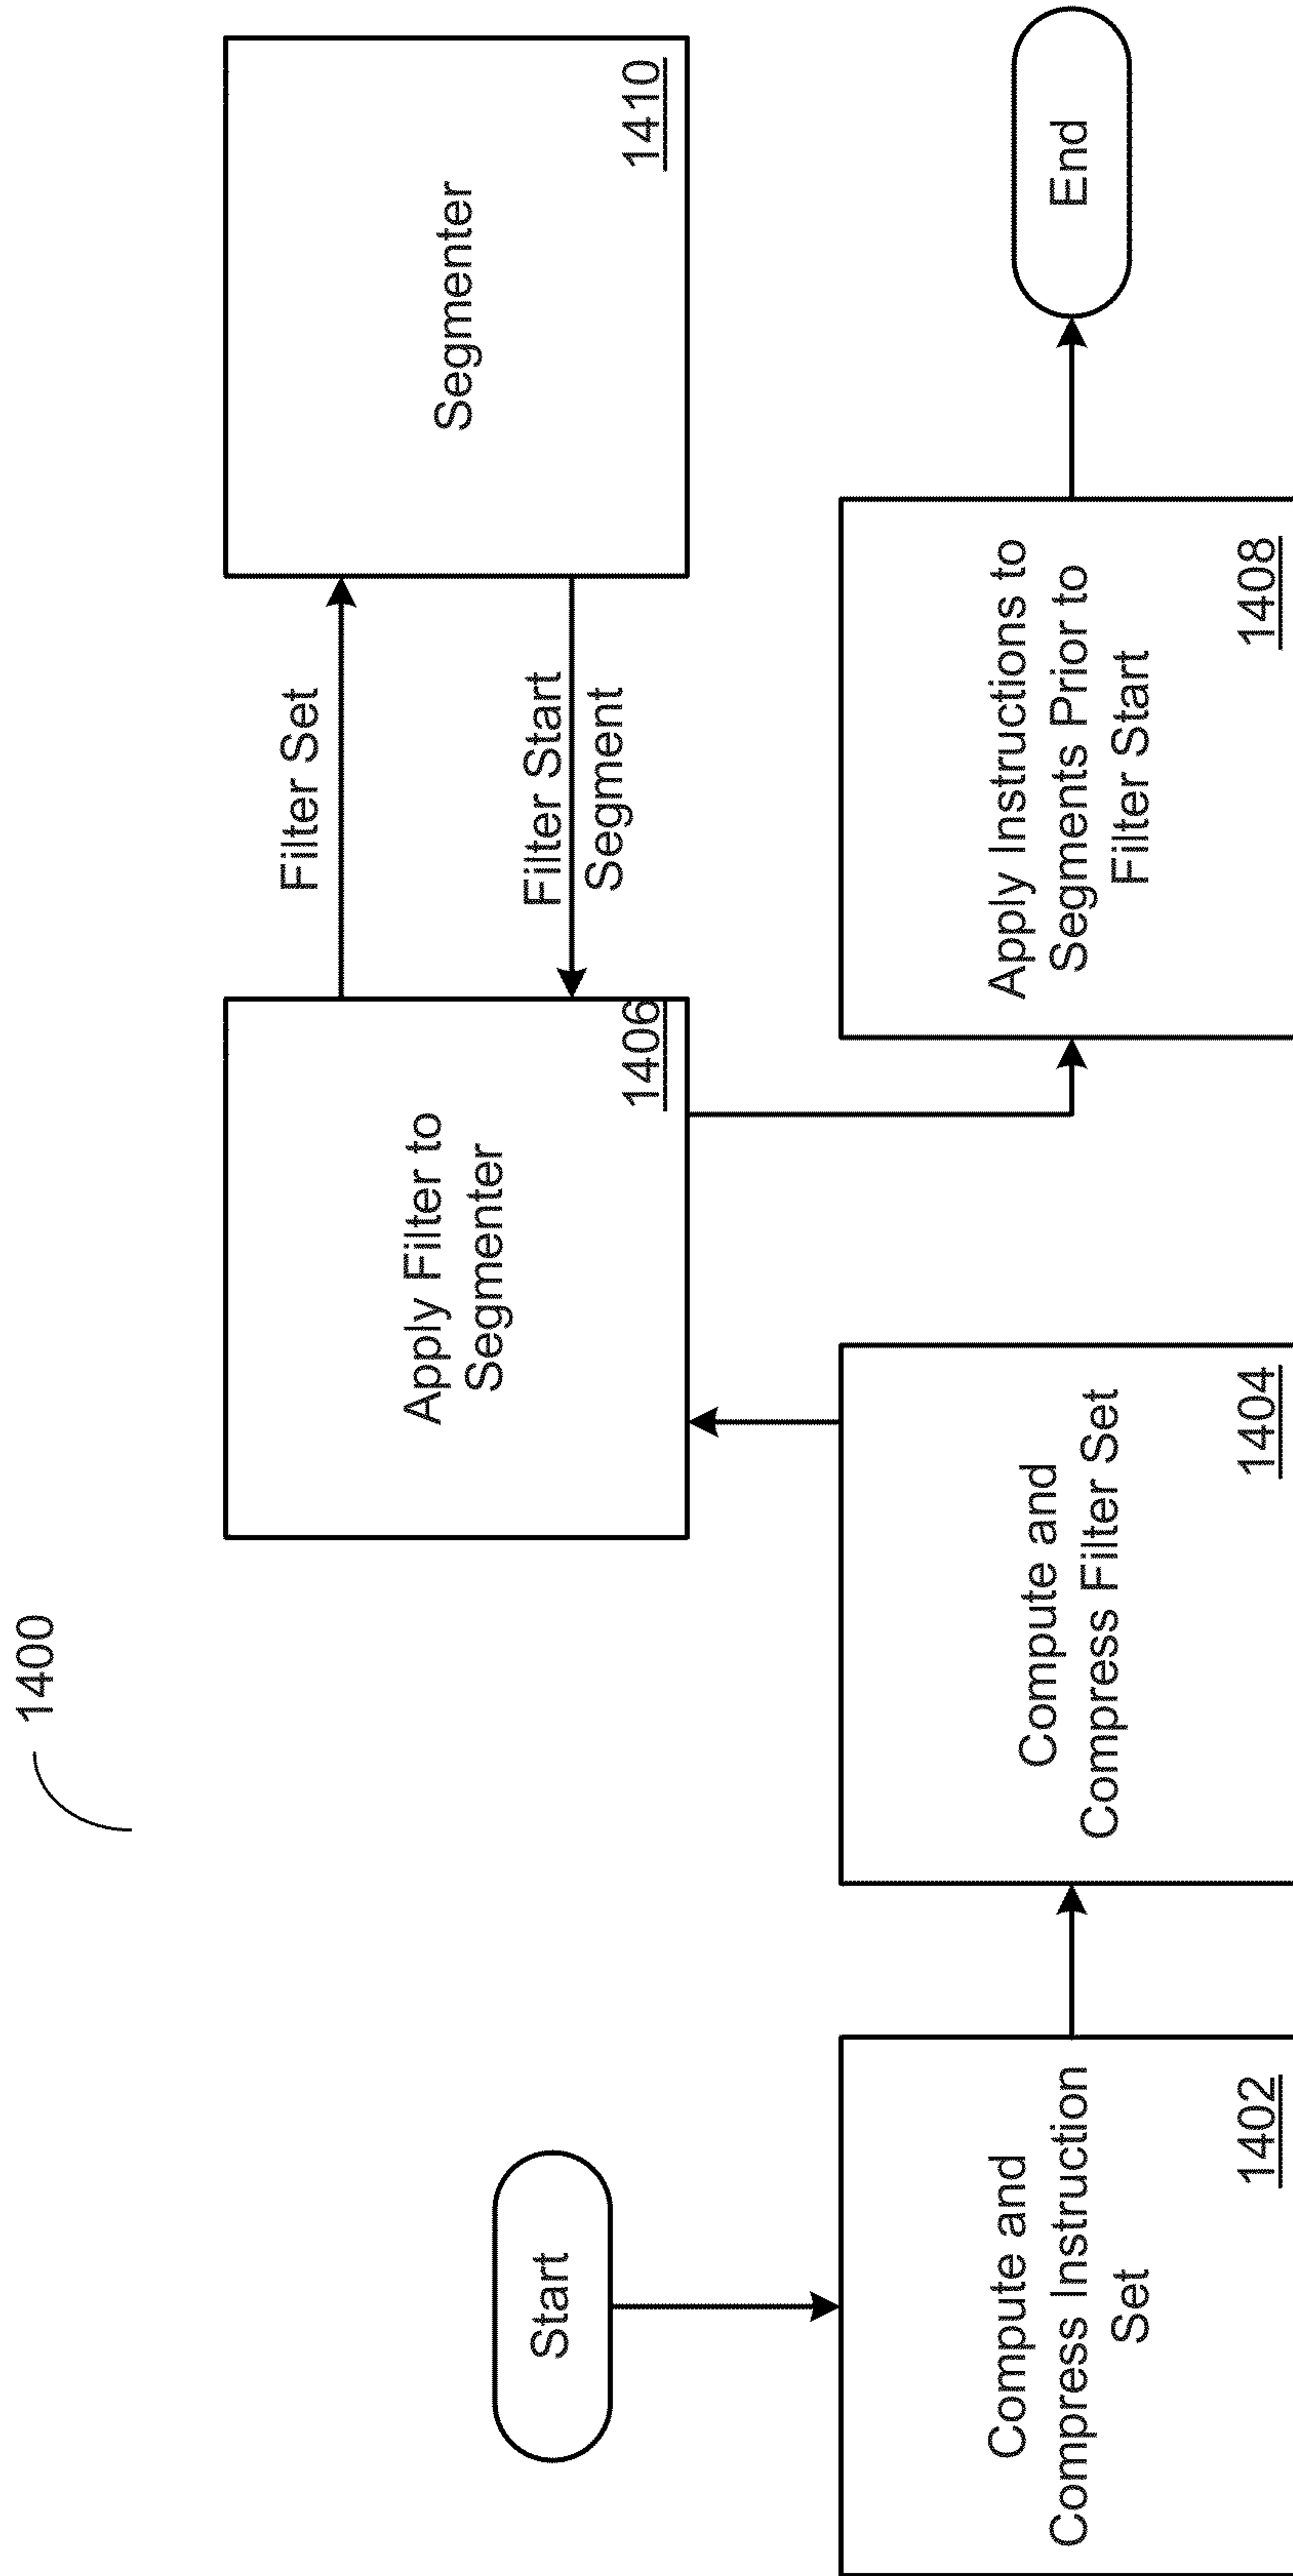 1400
Start
Compute and
Compress Instruction
Set
1402
Compute and
Compress Filter Set
1404
Apply Filter to
Segmenter
1406
Filter Set
Filter Start
Segment
Segmenter
1410
Apply Instructions to
Segments Prior to
Filter Start
1408
End